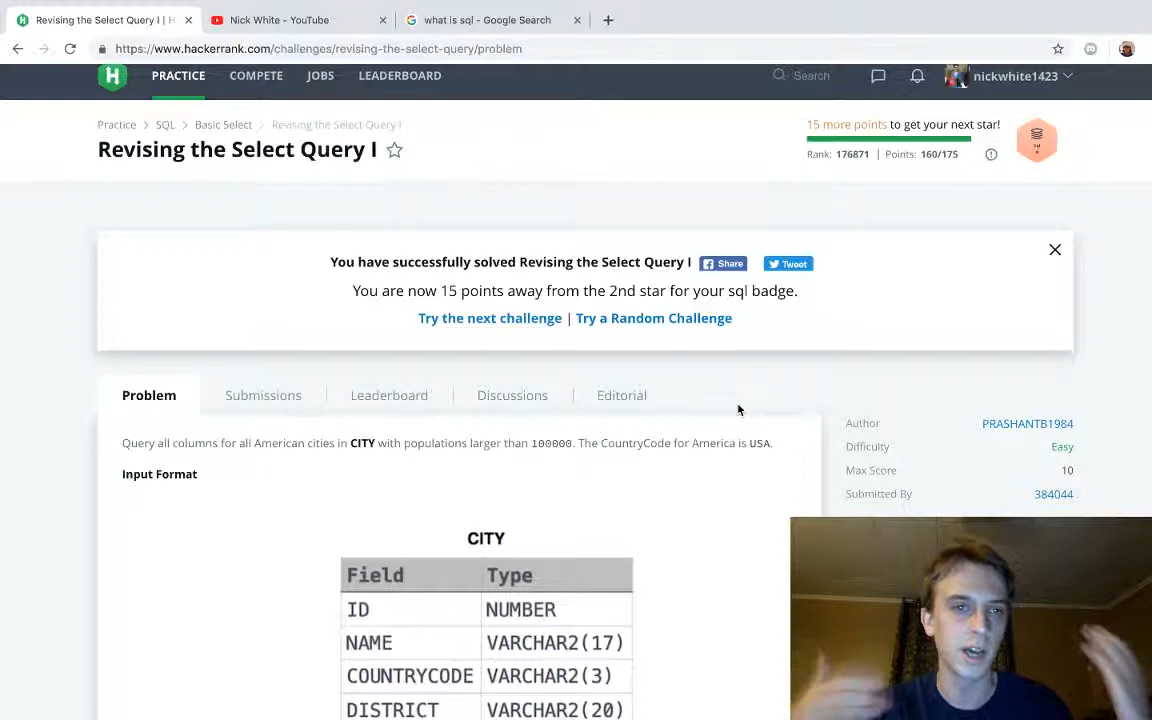 Revising the Select Query I | H
Nick White - YouTube
what is sql - Google Search
https://www.hackerrank.com/challenges/revising-the-select-query/problem
H
PRACTICE
COMPETE
JOBS
LEADERBOARD
Search
nickwhite1423
Practice > SQL > Basic Select > Revising the Select Query I
15 more points to get your next star!
Revising the Select Query I
Rank: 176871 | Points: 160/175
Sql
You have successfully solved Revising the Select Query I
Share
Tweet
You are now 15 points away from the 2nd star for your sql badge.
Try the next challenge | Try a Random Challenge
Problem
Submissions
Leaderboard
Discussions
Editorial
Author PRASHANTB1984
Query all columns for all American cities in CITY with populations larger than 100000. The CountryCode for America is USA.
Difficulty Easy
Input Format
Max Score 10
Submitted By 384044
CITY
Field Type
ID NUMBER
NAME VARCHAR2(17)
COUNTRYCODE VARCHAR2(3)
DISTRICT VARCHAR2(20)